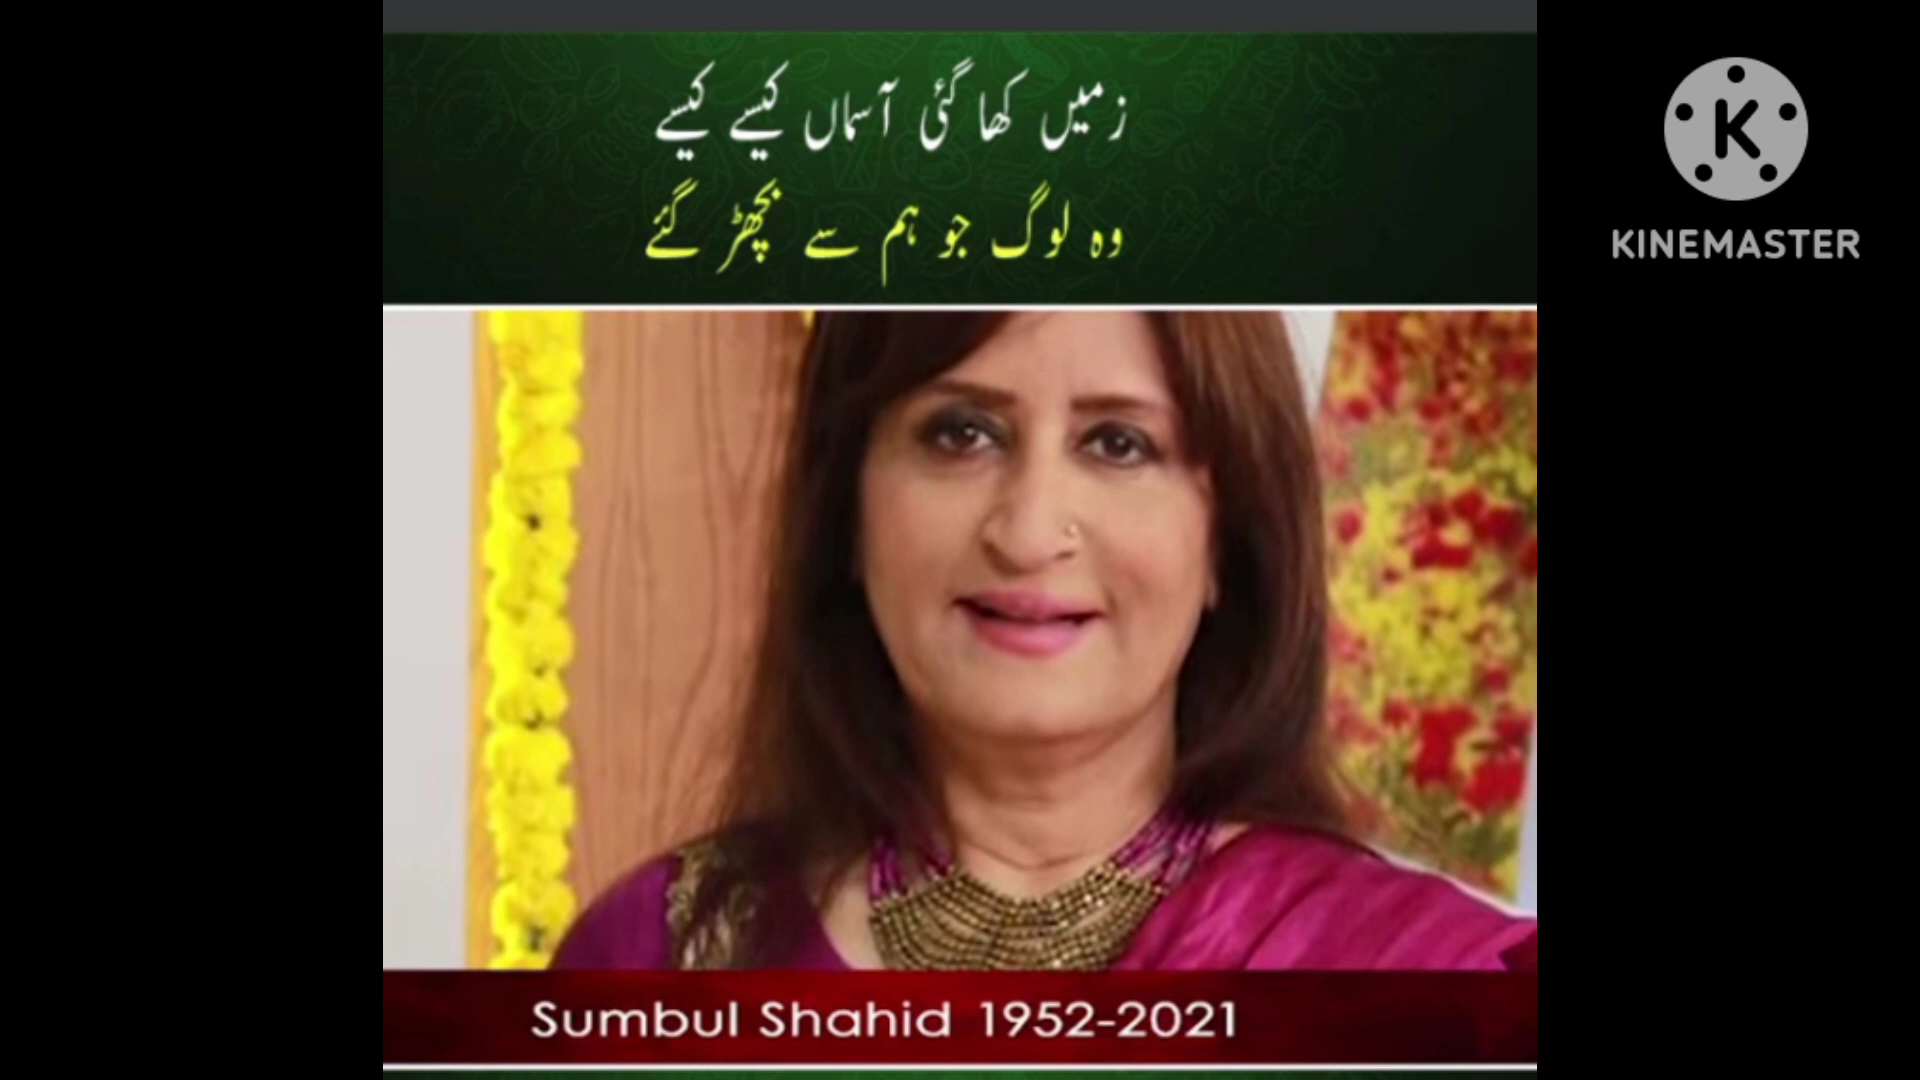 زمیں کھا گئی آسماں کیسے کیسے
وہ لوگ جو ہم سے بچھڑ گئے
K
KINEMASTER
Sumbul Shahid 1952-2021